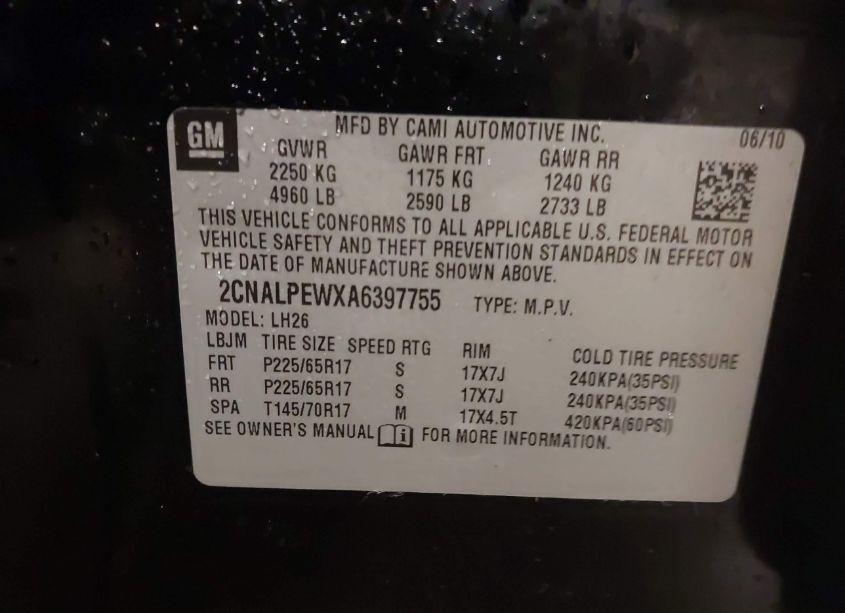 GM
MFD BY CAMI AUTOMOTIVE INC.
06/10
GVWR GAWR FRT GAWR RR
2250 KG 1175 KG 1240 KG
4960 LB 2590 LB 2733 LB
THIS VEHICLE CONFORMS TO ALL APPLICABLE U.S. FEDERAL MOTOR
VEHICLE SAFETY AND THEFT PREVENTION STANDARDS IN EFFECT ON
THE DATE OF MANUFACTURE SHOWN ABOVE.
2CNALPEWXA6397755 TYPE: M.P.V.
MODEL: LH26
LBJM TIRE SIZE SPEED RTG RIM COLD TIRE PRESSURE
FRT P225/65R17 S 17X7J 240KPA(35PSI)
RR P225/65R17 S 17X7J 240KPA(35PSI)
SPA T145/70R17 M 17X4.5T 420KPA(60PSI)
SEE OWNER'S MANUAL i FOR MORE INFORMATION.